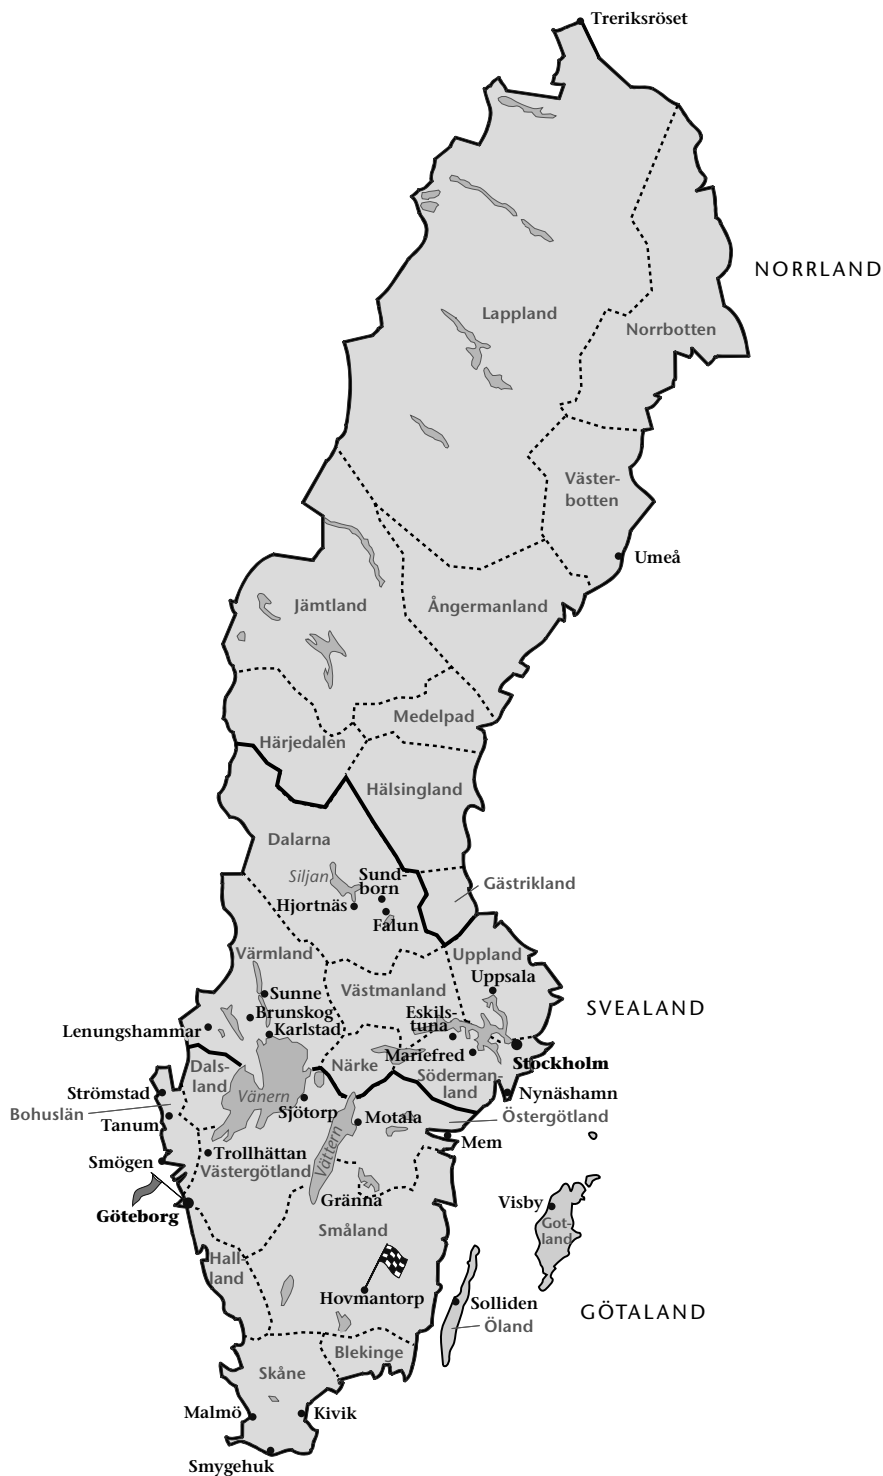 Treriksröset
NORRLAND
Lappland
Norrbotten
Väster-
botten
Umeå
Jämtland
Ångermanland
Medelpad
Härjedalen
Hälsingland
Dalarna
Siljan
Sund-
born
Gästrikland
Hjortnäs
Falun
Värmland
Uppland
Uppsala
Västmanland
Sunne
SVEALAND
Brunskog
Eskils-
tuna
Lenungshammar
Karlstad
Mariefred
Stockholm
Dals-
land
Närke
Söderman-
land
Strömstad
Vänern
Nynäshamn
Bohuslän
Sjötorp
Östergötland
Tanum
Motala
Mem
Vättern
Smögen
Trollhättan
Västergötland
Gränna
Visby
Göteborg
Got-
land
Småland
Hall-
land
Hovmantorp
Solliden
GÖTALAND
Öland
Blekinge
Skåne
Malmö
Kivik
Smygehuk